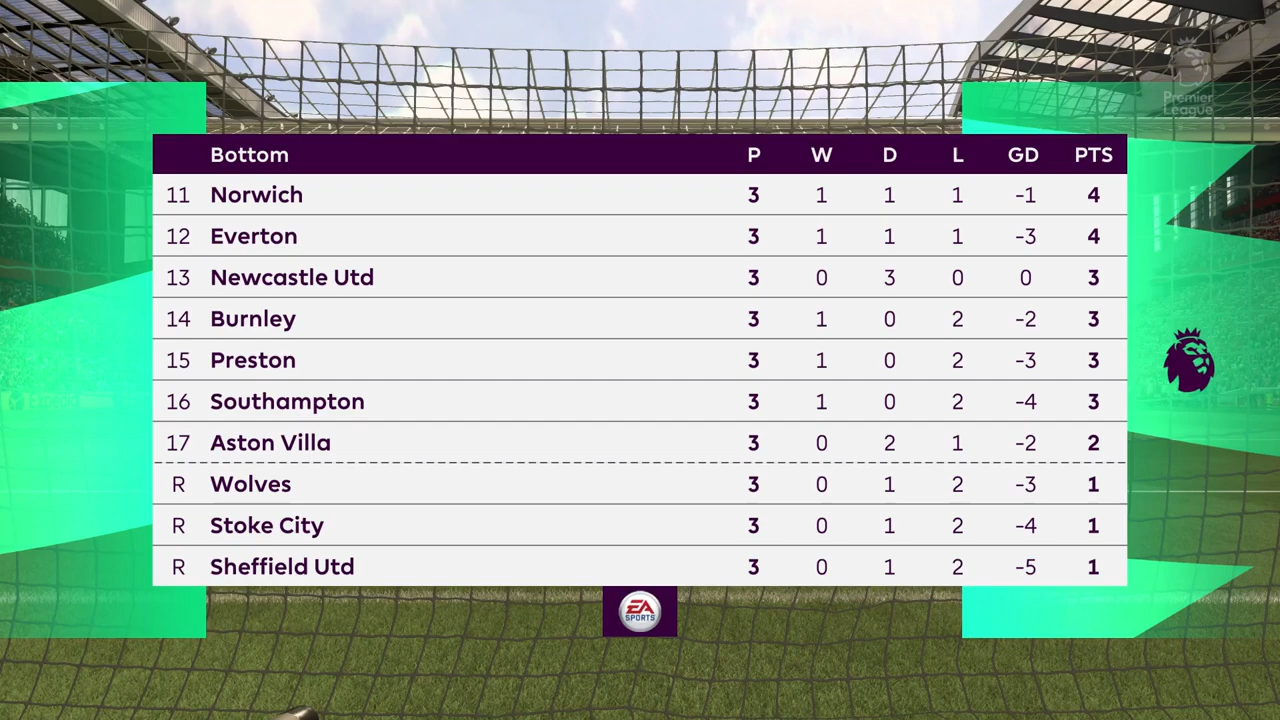 Premier
League
Bottom P W D L GD PTS
11 Norwich 3 1 1 1 -1 4
12 Everton 3 1 1 1 -3 4
13 Newcastle Utd 3 0 3 0 0 3
14 Burnley 3 1 0 2 -2 3
15 Preston 3 1 0 2 -3 3
16 Southampton 3 1 0 2 -4 3
17 Aston Villa 3 0 2 1 -2 2
R Wolves 3 0 1 2 -3 1
R Stoke City 3 0 1 2 -4 1
R Sheffield Utd 3 0 1 2 -5 1
EA
SPORTS